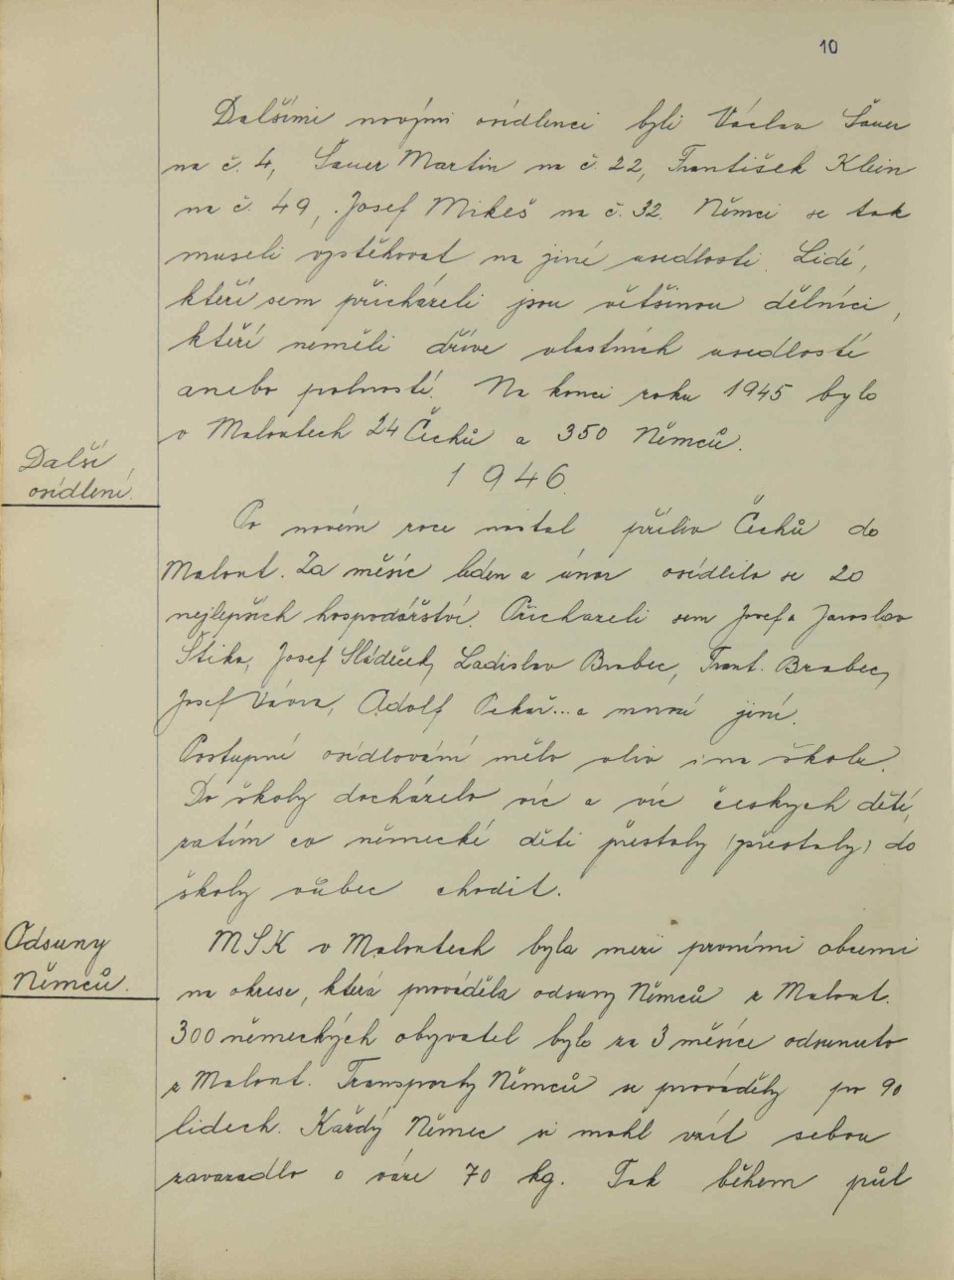 10
Dalšími novými osídlenci byli Václav Šauer
na č. 4, Šauer Martin na č. 22, František Klein
na č. 49, Josef Mikeš na č. 32. Němci se tak
museli vystěhovat na jiné usedlosti. Lidé,
kteří sem přicházeli jsou většinou dělníci,
kteří neměli dříve vlastních usedlostí
anebo polností. Na konci roku 1945 bylo
v Malontech 24 Čechů a 350 Němců.
1946.
Další
osídlení.
Po novém roce nastal příliv Čechů do
Malont. Za měsíc leden a únor osídlilo se 20
nejlepších hospodářství. Přicházeli sem Josef a Jaroslav
Štika, Josef Sládeček, Ladislav Brabec, Frant. Brabec,
Josef Vávra, Adolf Pekař... a mnozí jiní.
Postupné osídlování mělo vliv i na školu.
Do školy docházelo víc a víc českých dětí,
zatím co německé děti přestaly (přestaly) do
školy vůbec chodit.
Odsuny
Němců.
MSK v Malontech byla mezi prvními obcemi
na okrese, která prováděla odsuny Němců z Malont.
300 německých obyvatel bylo za 3 měsíce odsunuto
z Malont. Transporty Němců se prováděly po 90
lidech. Každý Němec si mohl vzít sebou
zavazadlo o váze 70 kg. Tak během půl